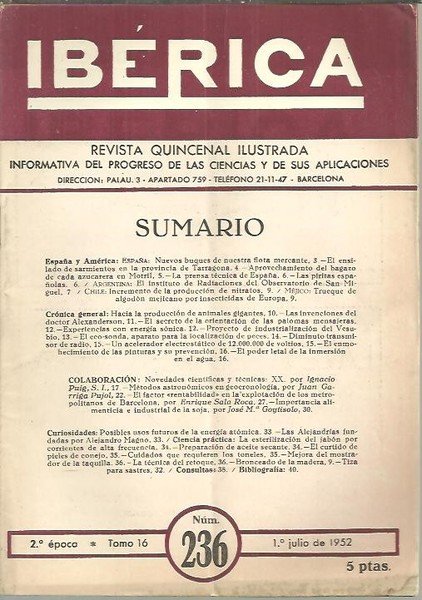 IBÉRICA
REVISTA QUINCENAL ILUSTRADA
INFORMATIVA DEL PROGRESO DE LAS CIENCIAS Y DE SUS APLICACIONES
DIRECCION: PALAU. 3 - APARTADO 759 - TELÉFONO 21-11-47 - BARCELONA
SUMARIO
España y América: ESPAÑA: Nuevos buques de nuestra flota mercante, 3 —El ensi-
lado de sarmientos en la provincia de Tarragona. 4 —Aprovechamiento del bagazo
de cada azucarera en Motril, 5.—La prensa técnica de España. 6.—Las piritas espa-
ñolas. 6. / ARGENTINA: El instituto de Radiaciones del Observatorio de San Mi-
guel. 7 / CHILE: Incremento de la producción de nitratos. 9. / MÉJICO: Trueque de
algodón mejicano por insecticidas de Europa, 9.
Crónica general: Hacia la producción de animales gigantes. 10.—Las invenciones del
doctor Alexanderson, 11.—El secreto de la orientación de las palomas mensajeras.
12.—Experiencias con energía sónica. 12.—Proyecto de industrialización del Vesu-
bio, 13.—El eco-sonda, aparato para la localización de peces. 14.—Diminuto transmi-
sor de radio, 15.—Un acelerador electrostático de 12.000.000 de voltios, 15.—El enmo-
hecimiento de las pinturas y su prevención, 16.—El poder letal de la inmersión
en el agua, 16.
COLABORACIÓN: Novedades científicas y técnicas: XX. por Ignacio
Puig, S. I., 17.—Métodos astronómicos en geocronología, por Juan Ga-
rriga Pujol, 22.—El factor «rentabilidad» en la explotación de los metro-
politanos de Barcelona, por Enrique Sala Roca, 27.—Importancia ali-
menticia e industrial de la soja, por José M.ª Goytisolo, 30.
Curiosidades: Posibles usos futuros de la energía atómica. 33—Las Alejandrías fun-
dadas por Alejandro Magno, 33. / Ciencia práctica: La esterilización del jabón por
corrientes de alta frecuencia, 34.—Preparación de aceite secante. 34.—El curtido de
pieles de conejo, 35.—Cuidados que requieren los toneles, 35.—Mejora del mostra-
dor de la taquilla. 36.—La técnica del retoque, 36.—Bronceado de la madera, 9.—Tiza
para sastres, 32. / Consultas: 38. / Bibliografía: 40.
2.º época * Tomo 16
Núm.
236
1.º julio de 1952
5 ptas.